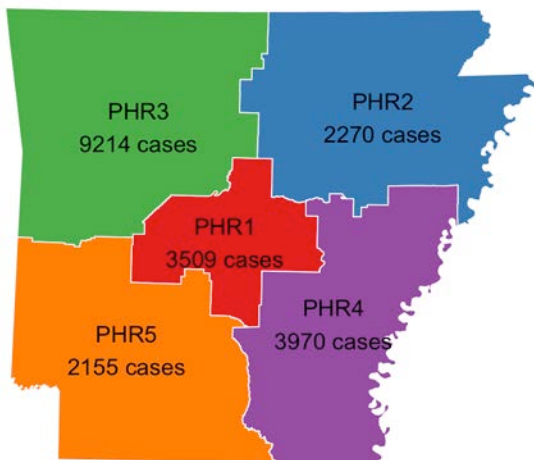 PHR3
9214 cases
PHR2
2270 cases
PHR1
3509 cases
PHR4
3970 cases
PHR5
2155 cases